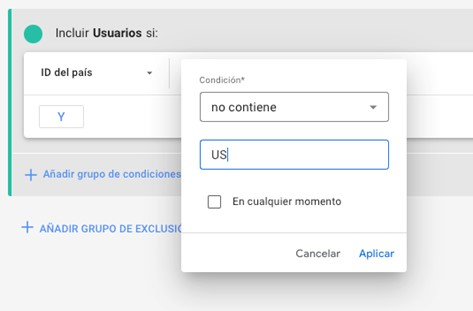 Incluir Usuarios si:
ID del país
Condición*
no contiene
Y
US
Añadir grupo de condiciones
En cualquier momento
AÑADIR GRUPO DE
Cancelar Aplicar